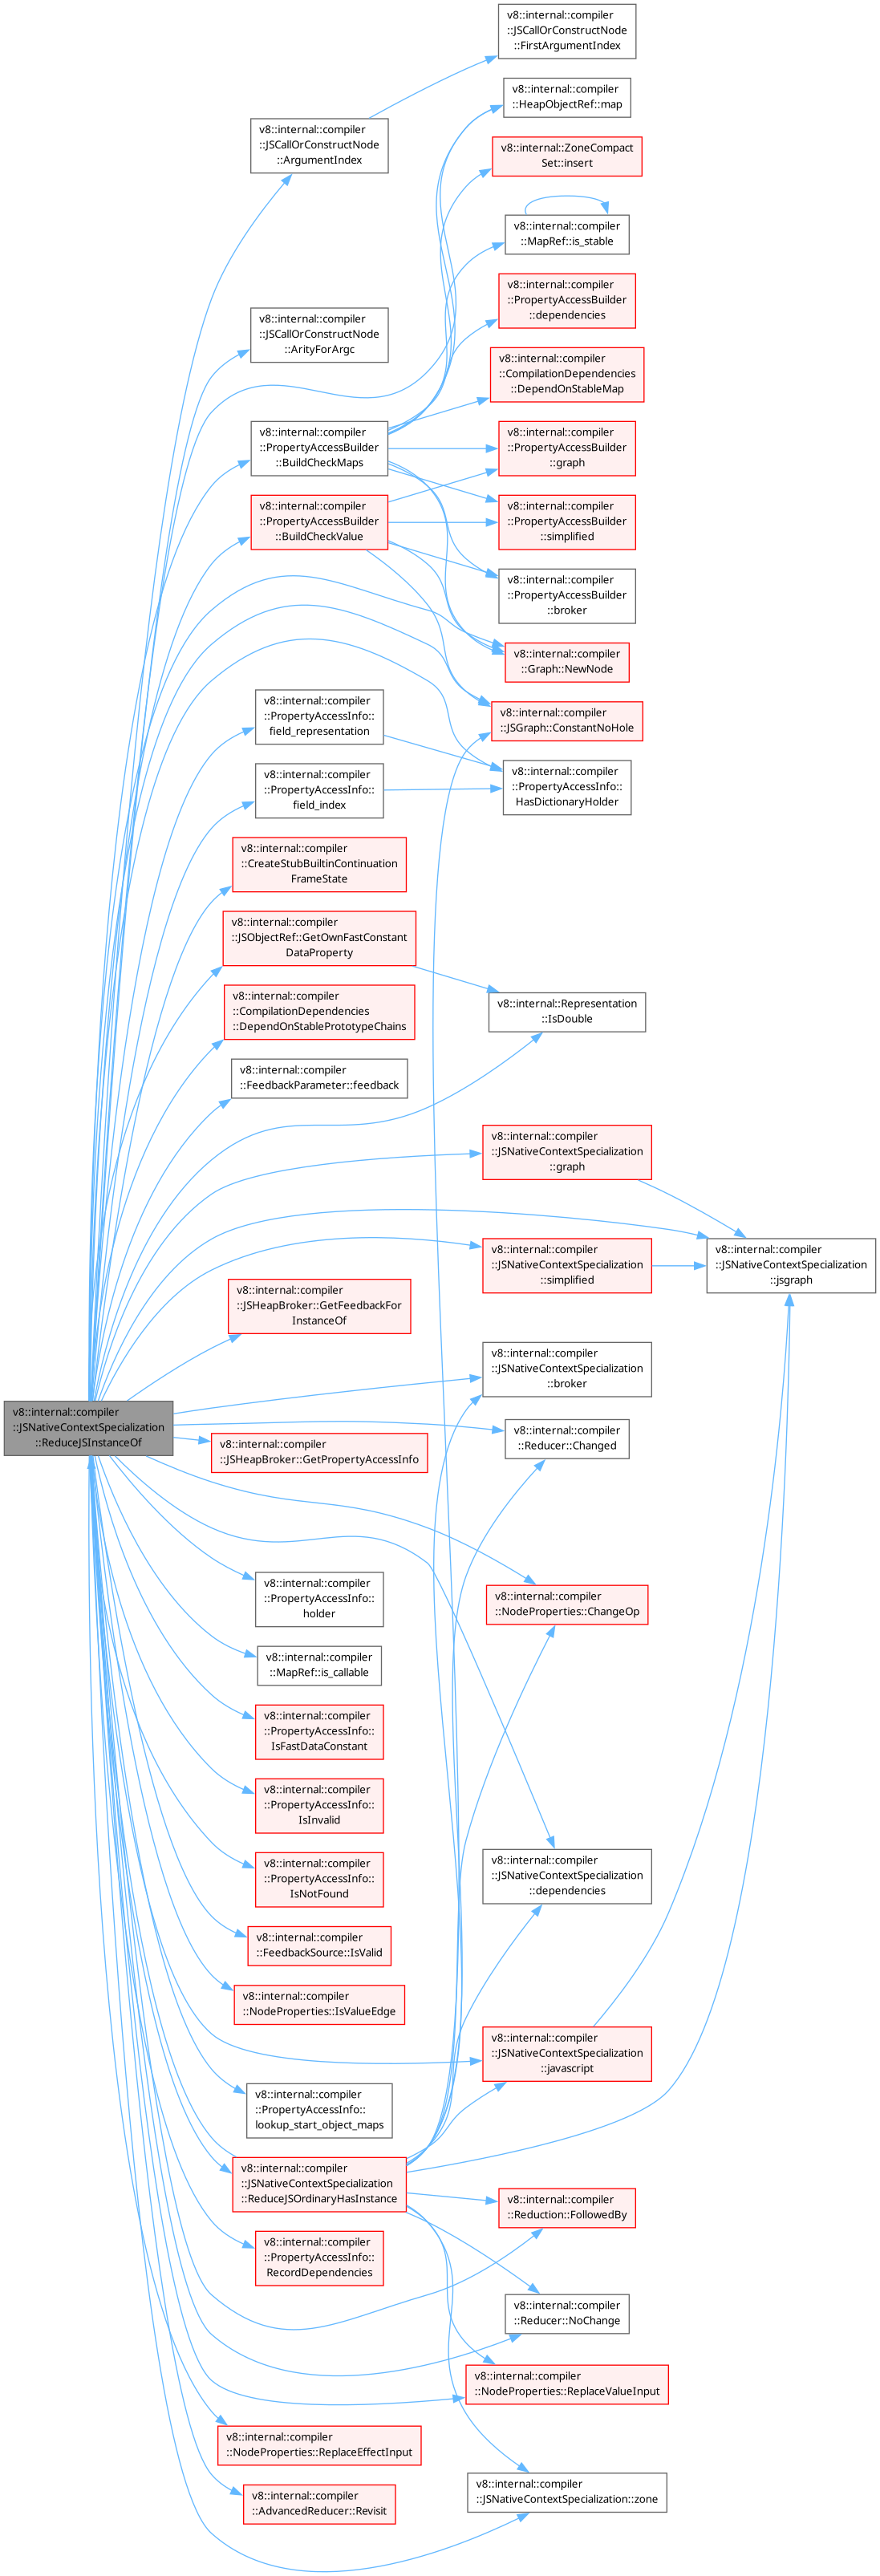 v8::internal::compiler
::JSCallOrConstructNode
::FirstArgumentIndex
v8::internal::compiler
::HeapObjectRef::map
v8::internal::compiler
::JSCallOrConstructNode
::ArgumentIndex
v8::internal::ZoneCompact
Set::insert
v8::internal::compiler
::MapRef::is_stable
v8::internal::compiler
::PropertyAccessBuilder
::dependencies
v8::internal::compiler
::JSCallOrConstructNode
::ArityForArgc
v8::internal::compiler
::CompilationDependencies
::DependOnStableMap
v8::internal::compiler
::PropertyAccessBuilder
::BuildCheckMaps
v8::internal::compiler
::PropertyAccessBuilder
::graph
v8::internal::compiler
::PropertyAccessBuilder
::BuildCheckValue
v8::internal::compiler
::PropertyAccessBuilder
::simplified
v8::internal::compiler
::PropertyAccessBuilder
::broker
v8::internal::compiler
::Graph::NewNode
v8::internal::compiler
::PropertyAccessInfo::
field_representation
v8::internal::compiler
::JSGraph::ConstantNoHole
v8::internal::compiler
::PropertyAccessInfo::
field_index
v8::internal::compiler
::PropertyAccessInfo::
HasDictionaryHolder
v8::internal::compiler
::CreateStubBuiltinContinuation
FrameState
v8::internal::compiler
::JSObjectRef::GetOwnFastConstant
DataProperty
v8::internal::Representation
::IsDouble
v8::internal::compiler
::CompilationDependencies
::DependOnStablePrototypeChains
v8::internal::compiler
::FeedbackParameter::feedback
v8::internal::compiler
::JSNativeContextSpecialization
::graph
v8::internal::compiler
::JSNativeContextSpecialization
::simplified
v8::internal::compiler
::JSNativeContextSpecialization
::jsgraph
v8::internal::compiler
::JSHeapBroker::GetFeedbackFor
InstanceOf
v8::internal::compiler
::JSNativeContextSpecialization
::broker
v8::internal::compiler
::JSNativeContextSpecialization
::ReduceJSInstanceOf
v8::internal::compiler
::JSHeapBroker::GetPropertyAccessInfo
v8::internal::compiler
::Reducer::Changed
v8::internal::compiler
::PropertyAccessInfo::
holder
v8::internal::compiler
::NodeProperties::ChangeOp
v8::internal::compiler
::MapRef::is_callable
v8::internal::compiler
::PropertyAccessInfo::
IsFastDataConstant
v8::internal::compiler
::PropertyAccessInfo::
IsInvalid
v8::internal::compiler
::PropertyAccessInfo::
IsNotFound
v8::internal::compiler
::JSNativeContextSpecialization
::dependencies
v8::internal::compiler
::FeedbackSource::IsValid
v8::internal::compiler
::NodeProperties::IsValueEdge
v8::internal::compiler
::JSNativeContextSpecialization
::javascript
v8::internal::compiler
::PropertyAccessInfo::
lookup_start_object_maps
v8::internal::compiler
::JSNativeContextSpecialization
::ReduceJSOrdinaryHasInstance
v8::internal::compiler
::Reduction::FollowedBy
v8::internal::compiler
::PropertyAccessInfo::
RecordDependencies
v8::internal::compiler
::Reducer::NoChange
v8::internal::compiler
::NodeProperties::ReplaceValueInput
v8::internal::compiler
::NodeProperties::ReplaceEffectInput
v8::internal::compiler
::JSNativeContextSpecialization::zone
v8::internal::compiler
::AdvancedReducer::Revisit